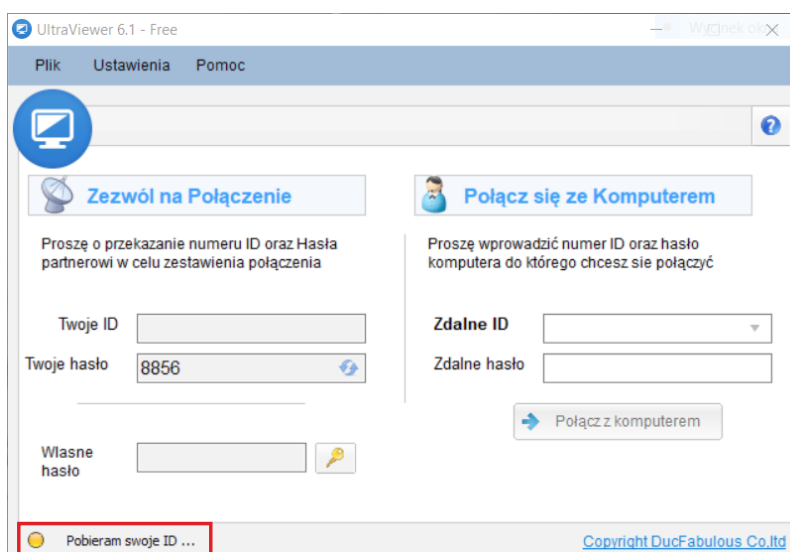 UltraViewer 6.1 - Free
Plik Ustawienia Pomoc
Zezwól na Połączenie
Proszę o przekazanie numeru ID oraz Hasła
partnerowi w celu zestawienia połączenia
Twoje ID
Twoje hasło 8856
Wlasne
hasło
Połącz się ze Komputerem
Proszę wprowadzić numer ID oraz hasło
komputera do którego chcesz sie połączyć
Zdalne ID
Zdalne hasło
Połącz z komputerem
Pobieram swoje ID ...
Copyright DucFabulous Co,ltd